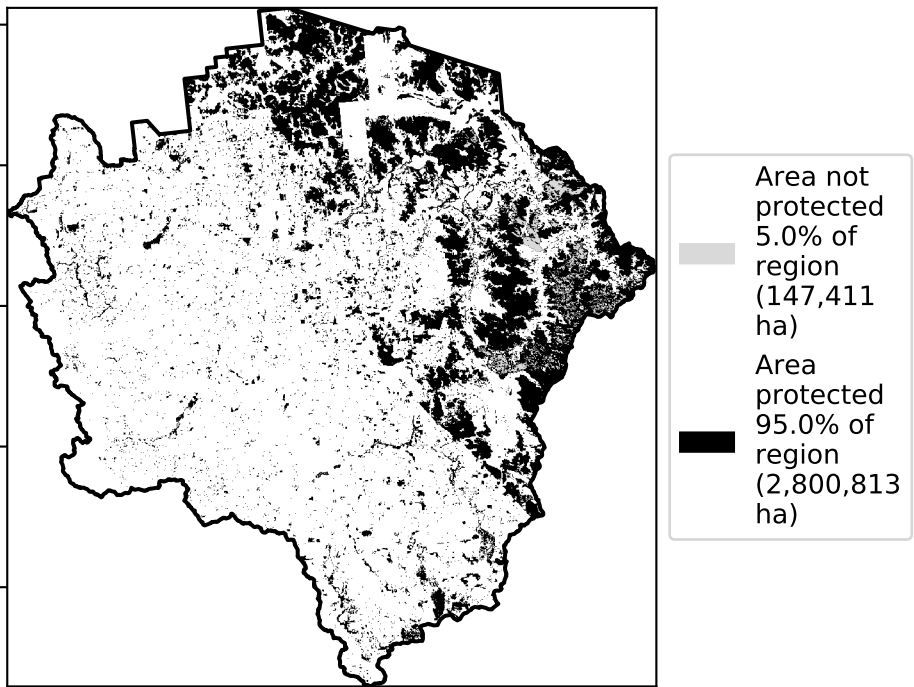 Area not
protected
5.0% of
region
(147,411
ha)
Area
protected
95.0% of
region
(2,800,813
ha)